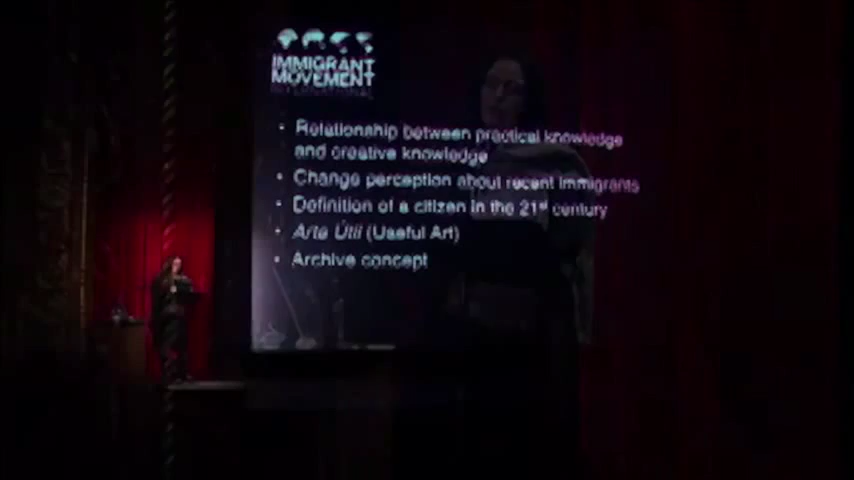 IMMIGRANT
MOVEMENT
INTERNATIONAL
• Relationship between practical knowledge
and creative knowledge
• Change perception about recent immigrants
• Definition of a citizen in the 21st century
• Arte Útil (Useful Art)
• Archive concept